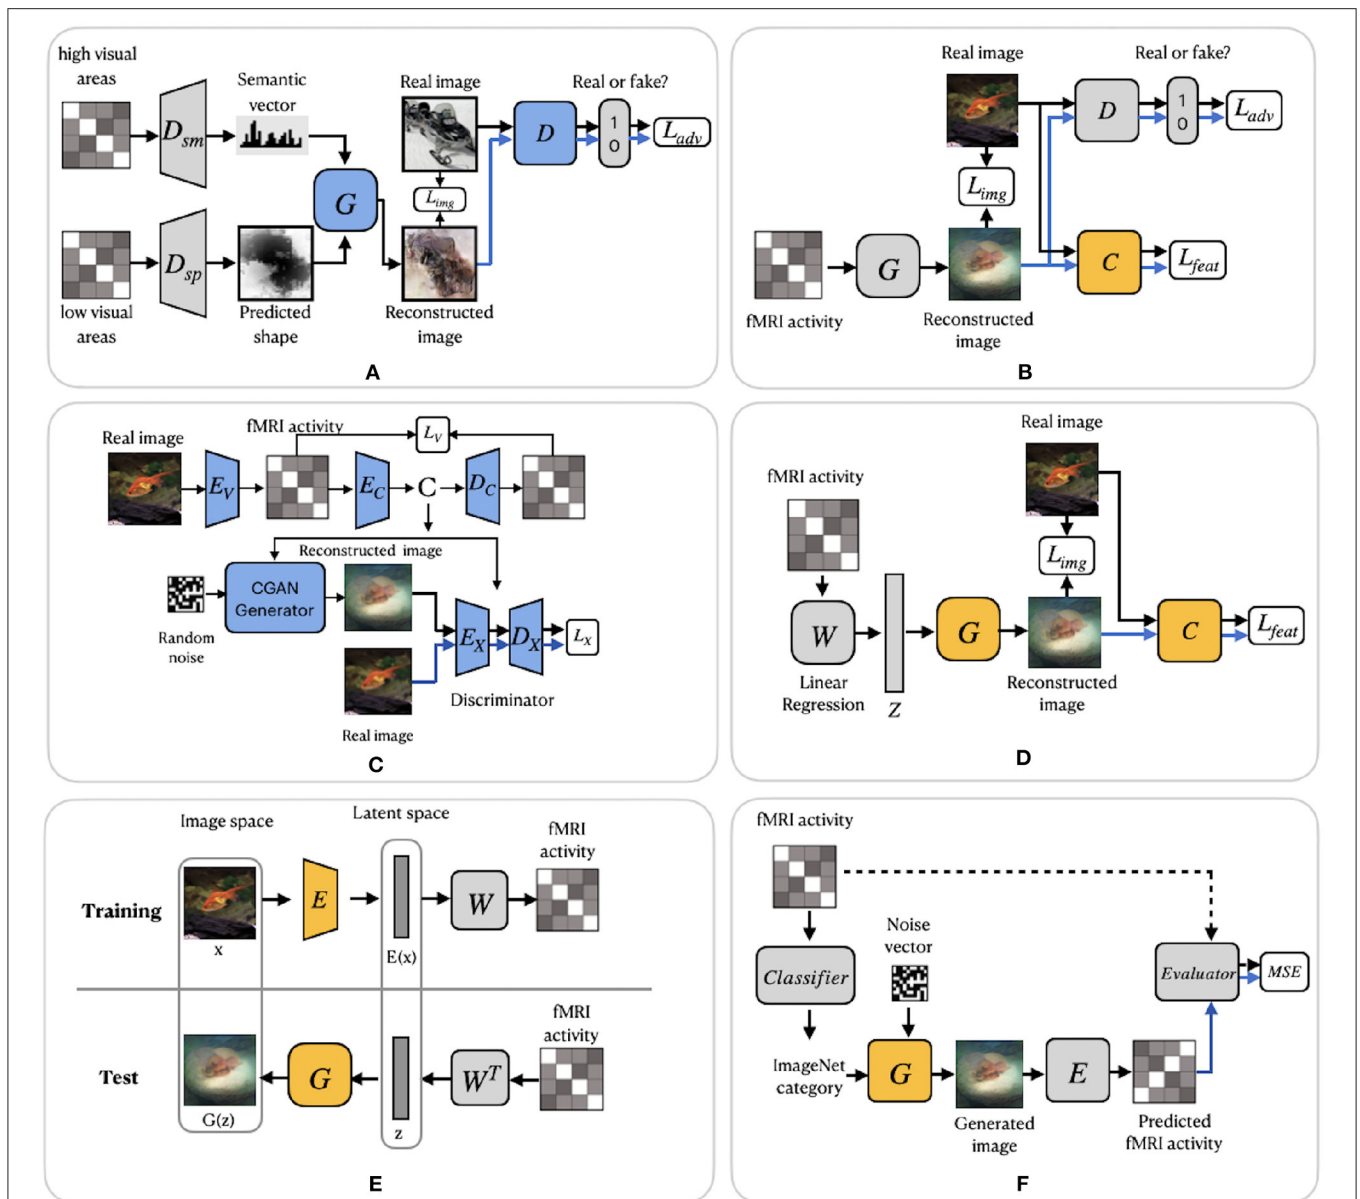 high visual
areas
Semantic
vector
Real image
Real or fake?
D_sm
D
1
0
L_adv
G
L_img
D_sp
low visual
areas
Predicted
shape
Reconstructed
image
A
Real image
Real or fake?
D
1
0
L_adv
L_img
G
C
L_feat
fMRI activity
Reconstructed
image
B
fMRI activity
Real image
L_V
E_V
E_C
C
D_C
Reconstructed image
CGAN
Generator
Random
noise
E_X
D_X
L_X
Discriminator
Real image
C
Real image
fMRI activity
L_img
W
G
C
L_feat
Linear
Regression
Z
Reconstructed
image
D
Image space
Latent space
fMRI
activity
Training
E
W
x
E(x)
fMRI
activity
Test
G
W^T
G(z)
z
E
fMRI activity
Noise
vector
Classifier
Evaluator
MSE
ImageNet
category
G
E
Generated
image
Predicted
fMRI activity
F